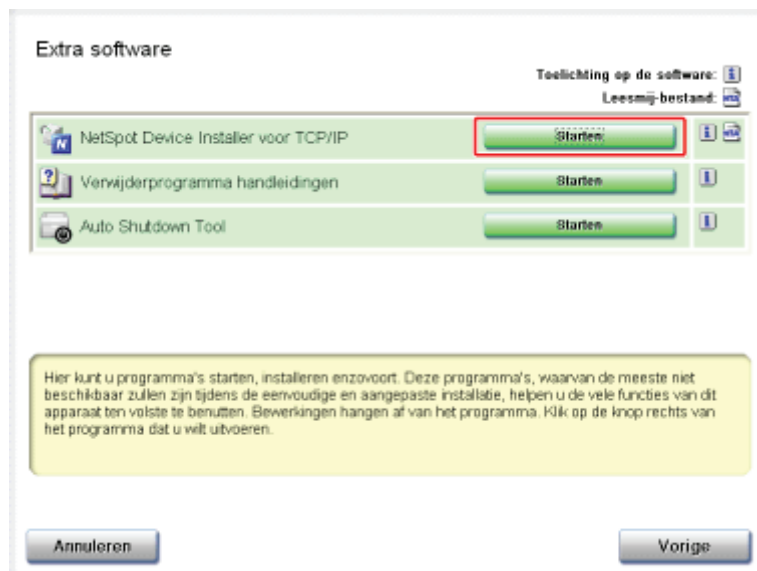 Extra software
Toelichting op de software:
Leesmij-bestand:
NetSpot Device Installer voor TCP/IP
Starten
Verwijderprogramma handleidingen
Starten
Auto Shutdown Tool
Starten
Hier kunt u programma's starten, installeren enzovoort. Deze programma's, waarvan de meeste niet
beschikbaar zullen zijn tijdens de eenvoudige en aangepaste installatie, helpen u de vele functies van dit
apparaat ten volste te benutten. Bewerkingen hangen af van het programma. Klik op de knop rechts van
het programma dat u wilt uitvoeren.
Annuleren
Vorige